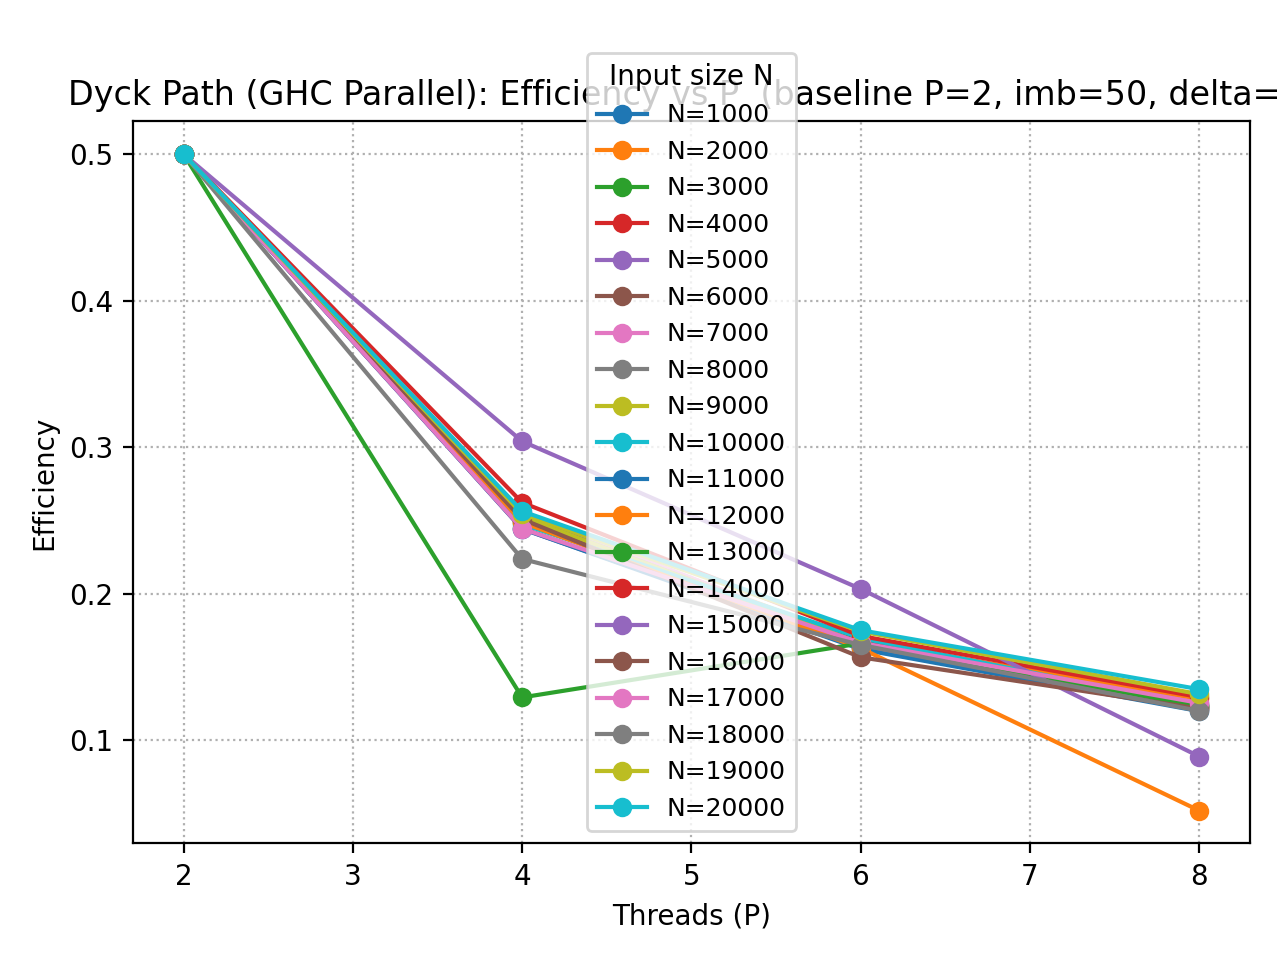 Dyck Path (GHC Parallel): Efficiency vs P (baseline P=2, imb=50, delta=
Input size N
N=1000
N=2000
N=3000
N=4000
N=5000
N=6000
N=7000
N=8000
N=9000
N=10000
N=11000
N=12000
N=13000
N=14000
N=15000
N=16000
N=17000
N=18000
N=19000
N=20000
Efficiency
0.5
0.4
0.3
0.2
0.1
2 3 4 5 6 7 8
Threads (P)